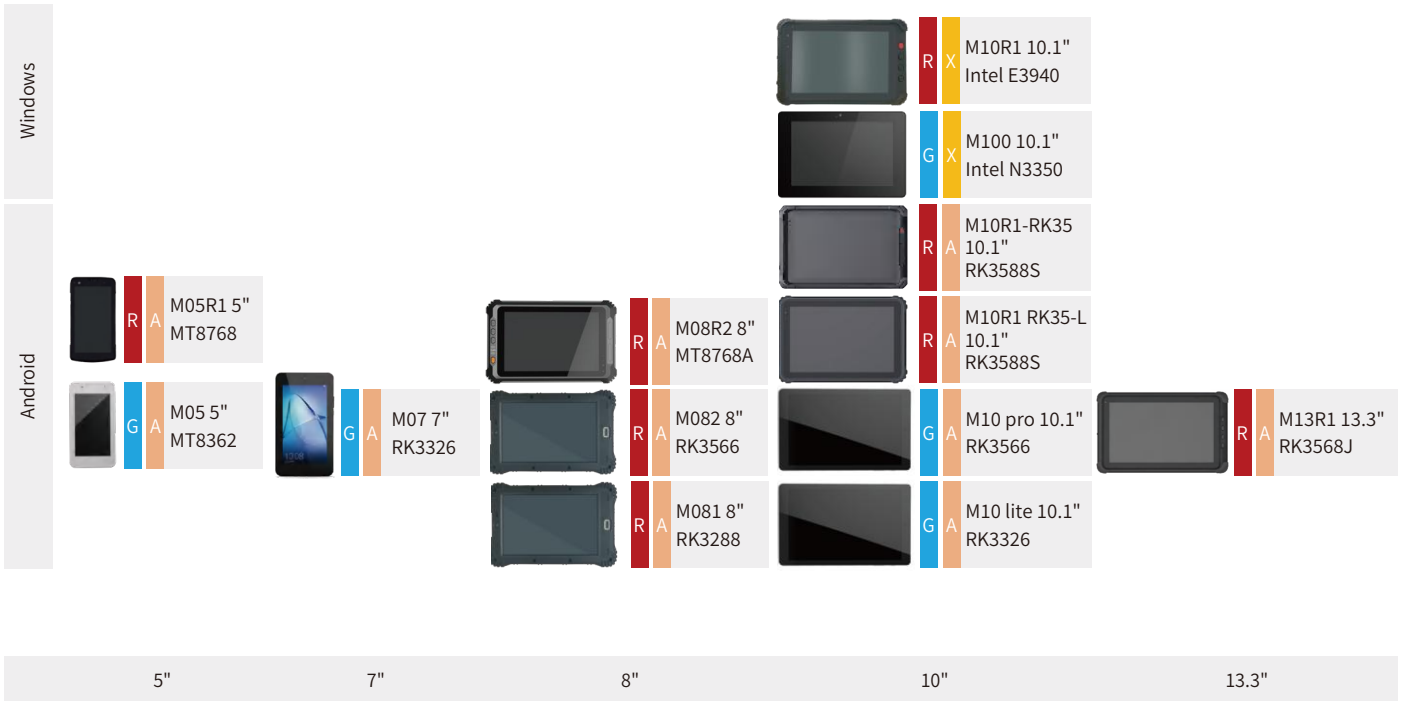 Windows
R
X
M10R1 10.1"
Intel E3940
G
X
M100 10.1"
Intel N3350
Android
R
A
M10R1-RK35
10.1"
RK3588S
R
A
M10R1 RK35-L
10.1"
RK3588S
R
A
M05R1 5"
MT8768
R
A
M08R2 8"
MT8768A
G
A
M05 5"
MT8362
12:08
G
A
M07 7"
RK3326
R
A
M082 8"
RK3566
G
A
M10 pro 10.1"
RK3566
R
A
M13R1 13.3"
RK3568J
R
A
M081 8"
RK3288
G
A
M10 lite 10.1"
RK3326
5"
7"
8"
10"
13.3"